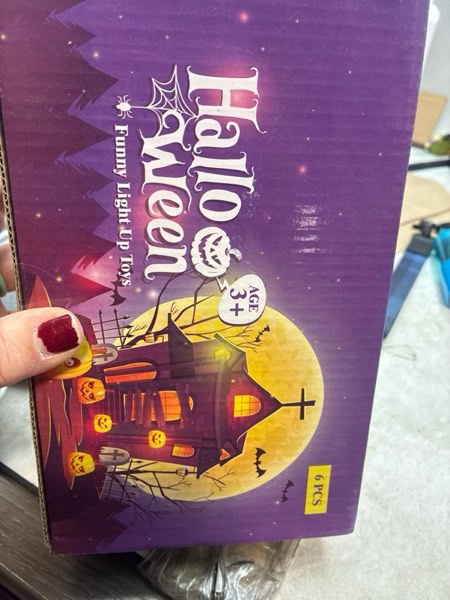 Hallo
Ween
Funny Light Up Toys
AGE
3+
6 PCS